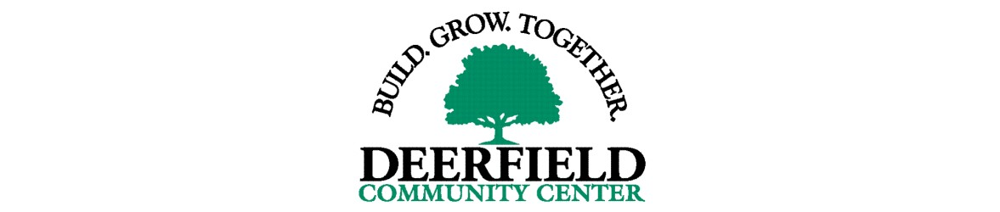 BUILD. GROW. TOGETHER.
DEERFIELD
COMMUNITY CENTER